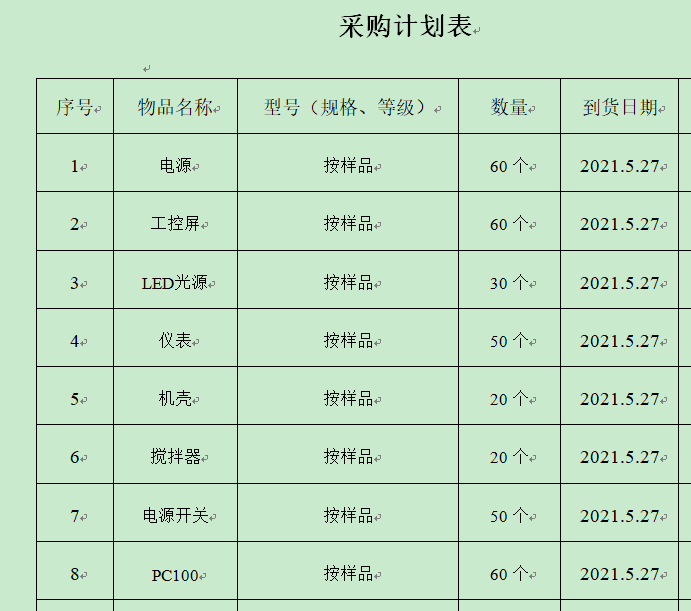 采购计划表
序号 物品名称 型号（规格、等级） 数量 到货日期
1 电源 按样品 60 个 2021.5.27
2 工控屏 按样品 60 个 2021.5.27
3 LED光源 按样品 30 个 2021.5.27
4 仪表 按样品 50 个 2021.5.27
5 机壳 按样品 20 个 2021.5.27
6 搅拌器 按样品 20 个 2021.5.27
7 电源开关 按样品 50 个 2021.5.27
8 PC100 按样品 60 个 2021.5.27